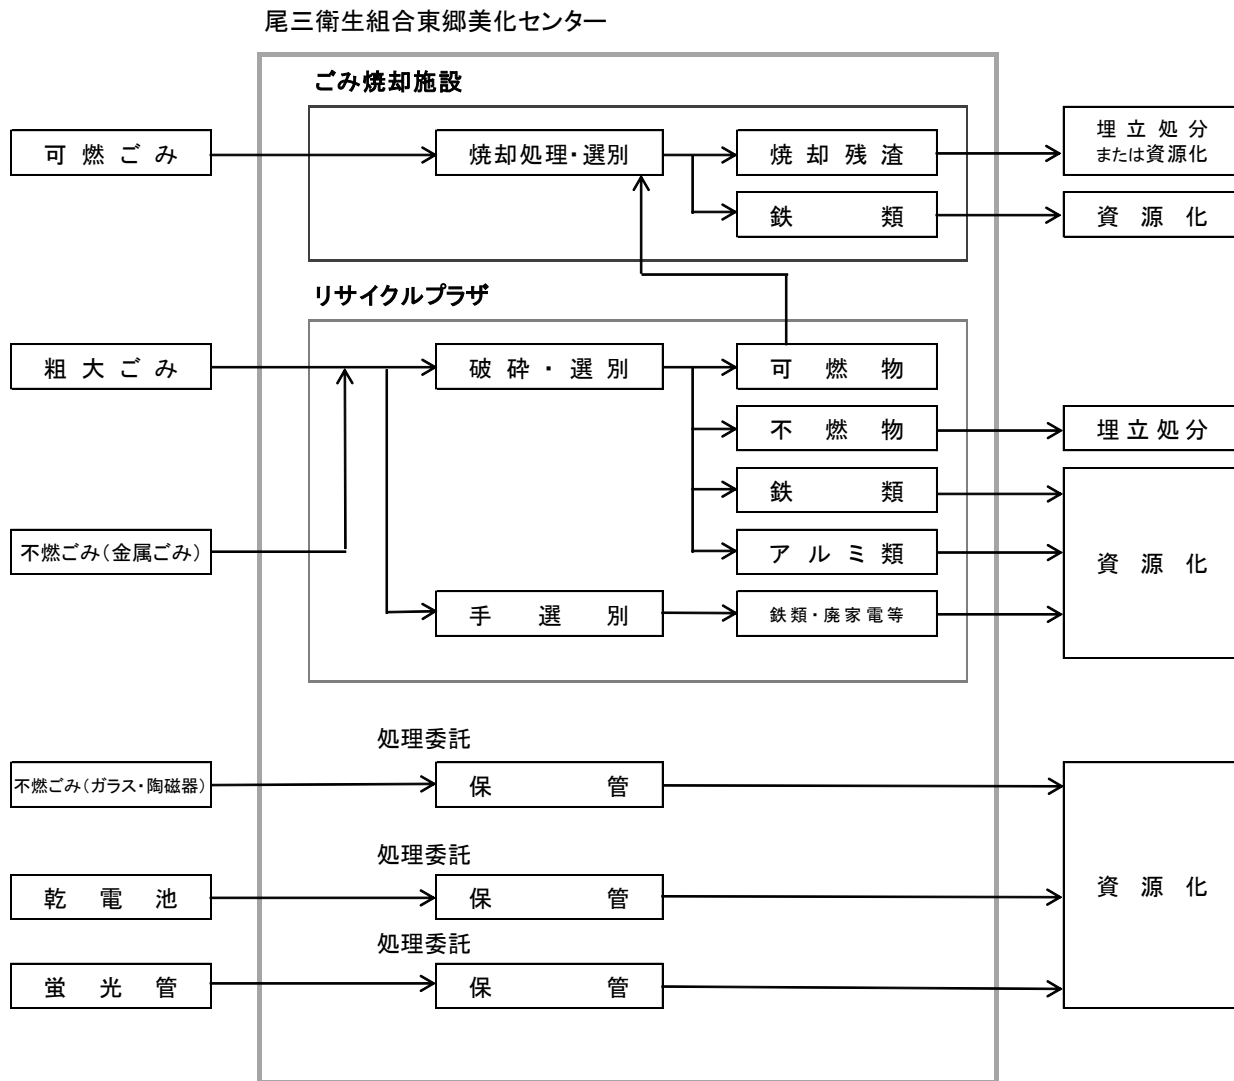 尾三衛生組合東郷美化センター
ごみ焼却施設
可燃ごみ
焼却処理・選別
焼却残渣
埋立処分
または資源化
鉄類
資源化
リサイクルプラザ
粗大ごみ
破砕・選別
可燃物
不燃物
埋立処分
鉄類
不燃ごみ（金属ごみ）
アルミ類
資源化
手選別
鉄類・廃家電等
処理委託
不燃ごみ（ガラス・陶磁器）
保管
処理委託
乾電池
保管
資源化
処理委託
蛍光管
保管